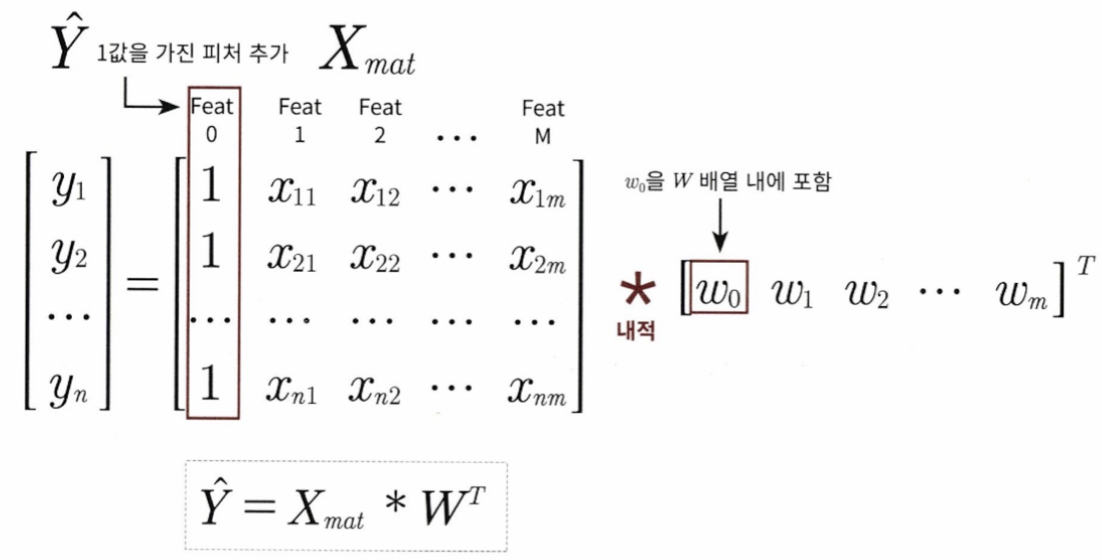 Ŷ 1값을 가진 피처 추가 X_mat
Feat 0 Feat 1 Feat 2 ⋯ Feat M
[y₁ y₂ ⋯ yₙ] = [1 x₁₁ x₁₂ ⋯ x₁ₘ
1 x₂₁ x₂₂ ⋯ x₂ₘ
⋯ ⋯ ⋯ ⋯ ⋯
1 xₙ₁ xₙ₂ ⋯ xₙₘ]
w₀을 W 배열 내에 포함
* [w₀ w₁ w₂ ⋯ wₘ]ᵀ
내적
Ŷ = X_mat * Wᵀ